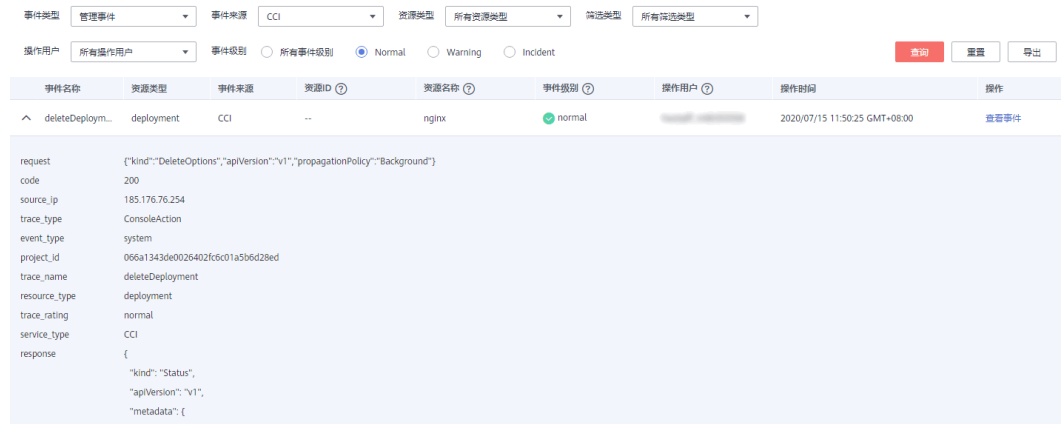 事件类型 管理事件 事件来源 CCI 资源类型 所有资源类型 筛选类型 所有筛选类型
操作用户 所有操作用户 事件级别 所有事件级别 Normal Warning Incident 查询 重置 导出
事件名称 资源类型 事件来源 资源ID ? 资源名称 ? 事件级别 ? 操作用户 ? 操作时间 操作
deleteDeploym... deployment CCI -- nginx normal 2020/07/15 11:50:25 GMT+08:00 查看事件
request {"kind":"DeleteOptions","apiVersion":"v1","propagationPolicy":"Background"}
code 200
source_ip 185.176.76.254
trace_type ConsoleAction
event_type system
project_id 066a1343de0026402fc6c01a5b6d28ed
trace_name deleteDeployment
resource_type deployment
trace_rating normal
service_type CCI
response {
"kind": "Status",
"apiVersion": "v1",
"metadata": {